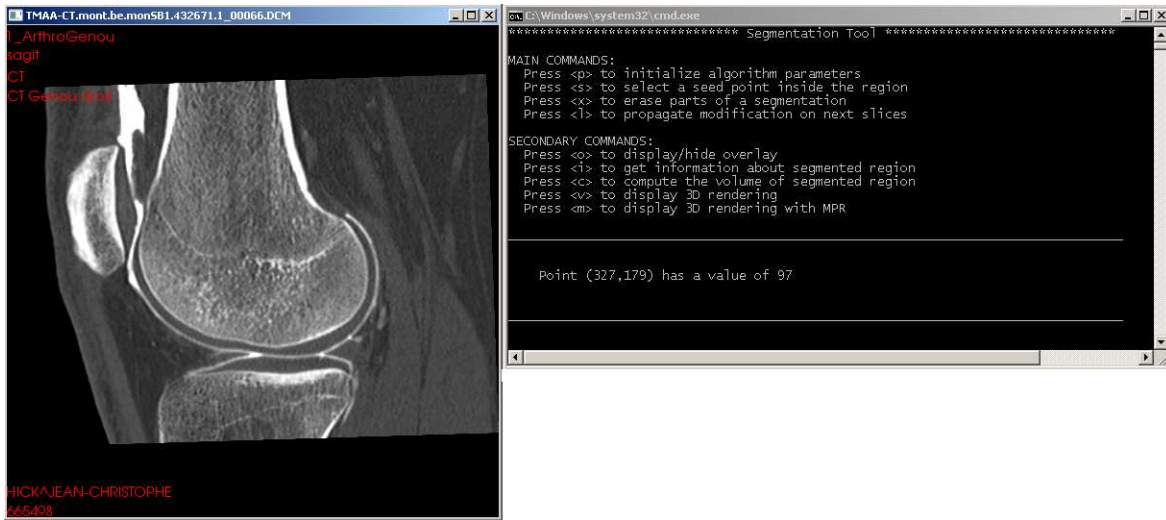 TMAA-CT.mont.be.monSB1.432671.1_00066.DCM
1_ArthroGenou
sagit
CT
CT Genou droit
HICK^JEAN-CHRISTOPHE
665498
C:\Windows\system32\cmd.exe
****************************** Segmentation Tool ******************************
MAIN COMMANDS:
Press <p> to initialize algorithm parameters
Press <s> to select a seed point inside the region
Press <x> to erase parts of a segmentation
Press <l> to propagate modification on next slices
SECONDARY COMMANDS:
Press <o> to display/hide overlay
Press <i> to get information about segmented region
Press <c> to compute the volume of segmented region
Press <v> to display 3D rendering
Press <m> to display 3D rendering with MPR
Point (327,179) has a value of 97